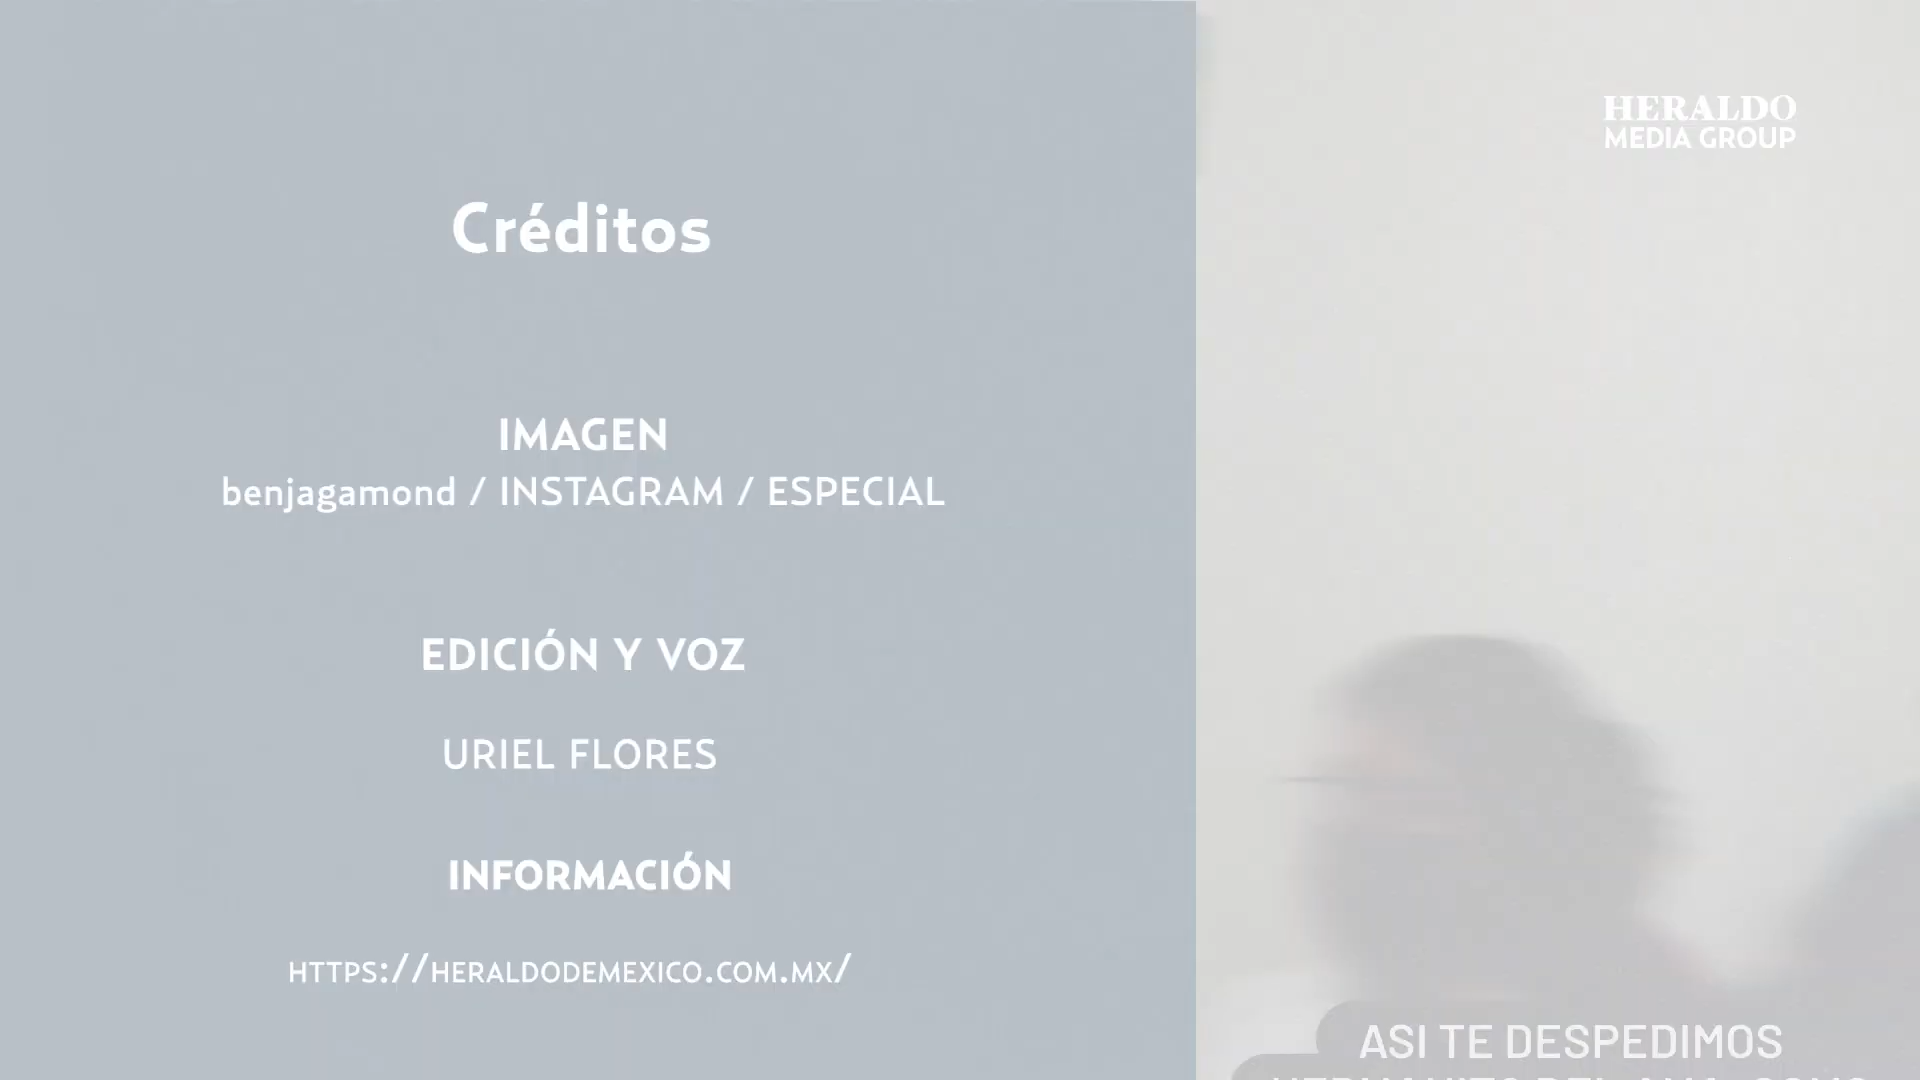 HERALDO
MEDIA GROUP
Créditos
IMAGEN
benjagamond / INSTAGRAM / ESPECIAL
EDICIÓN Y VOZ
URIEL FLORES
INFORMACIÓN
HTTPS://HERALDODEMEXICO.COM.MX/
ASI TE DESPEDIMOS